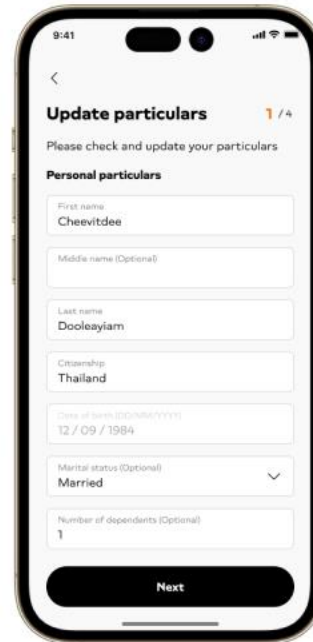 9:41
Update particulars 1 / 4
Please check and update your particulars
Personal particulars
First name
Cheevitdee
Middle name (Optional)
Last name
Dooleayiam
Citizenship
Thailand
Date of birth (DD/MM/YYYY)
12 / 09 / 1984
Marital status (Optional)
Married
Number of dependents (Optional)
1
Next